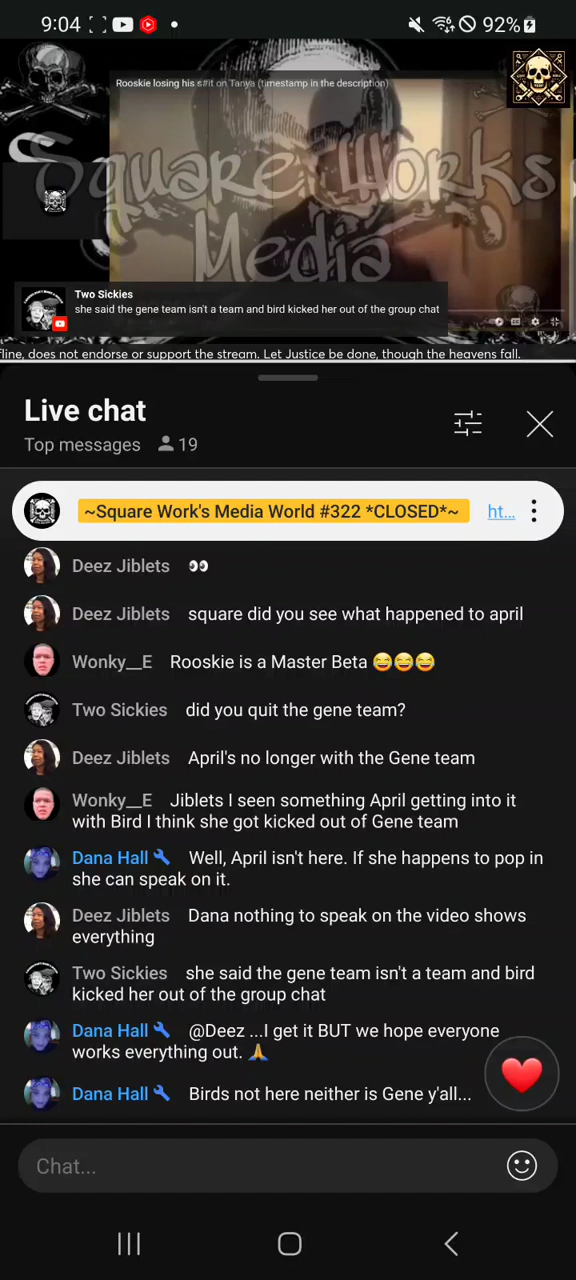 9:04
92%
Rooskie losing his s#it on Tanya (timestamp in the description)
Square Works
Media
Two Sickies
she said the gene team isn't a team and bird kicked her out of the group chat
fline, does not endorse or support the stream. Let Justice be done, though the heavens fall.
Live chat
Top messages 19
~Square Work's Media World #322 *CLOSED*~ ht...
Deez Jiblets 👀
Deez Jiblets square did you see what happened to april
Wonky__E Rooskie is a Master Beta 😂😂😂
Two Sickies did you quit the gene team?
Deez Jiblets April's no longer with the Gene team
Wonky__E Jiblets I seen something April getting into it
with Bird I think she got kicked out of Gene team
Dana Hall Well, April isn't here. If she happens to pop in
she can speak on it.
Deez Jiblets Dana nothing to speak on the video shows
everything
Two Sickies she said the gene team isn't a team and bird
kicked her out of the group chat
Dana Hall @Deez ...I get it BUT we hope everyone
works everything out. 🙏
Dana Hall Birds not here neither is Gene y'all...
Chat...